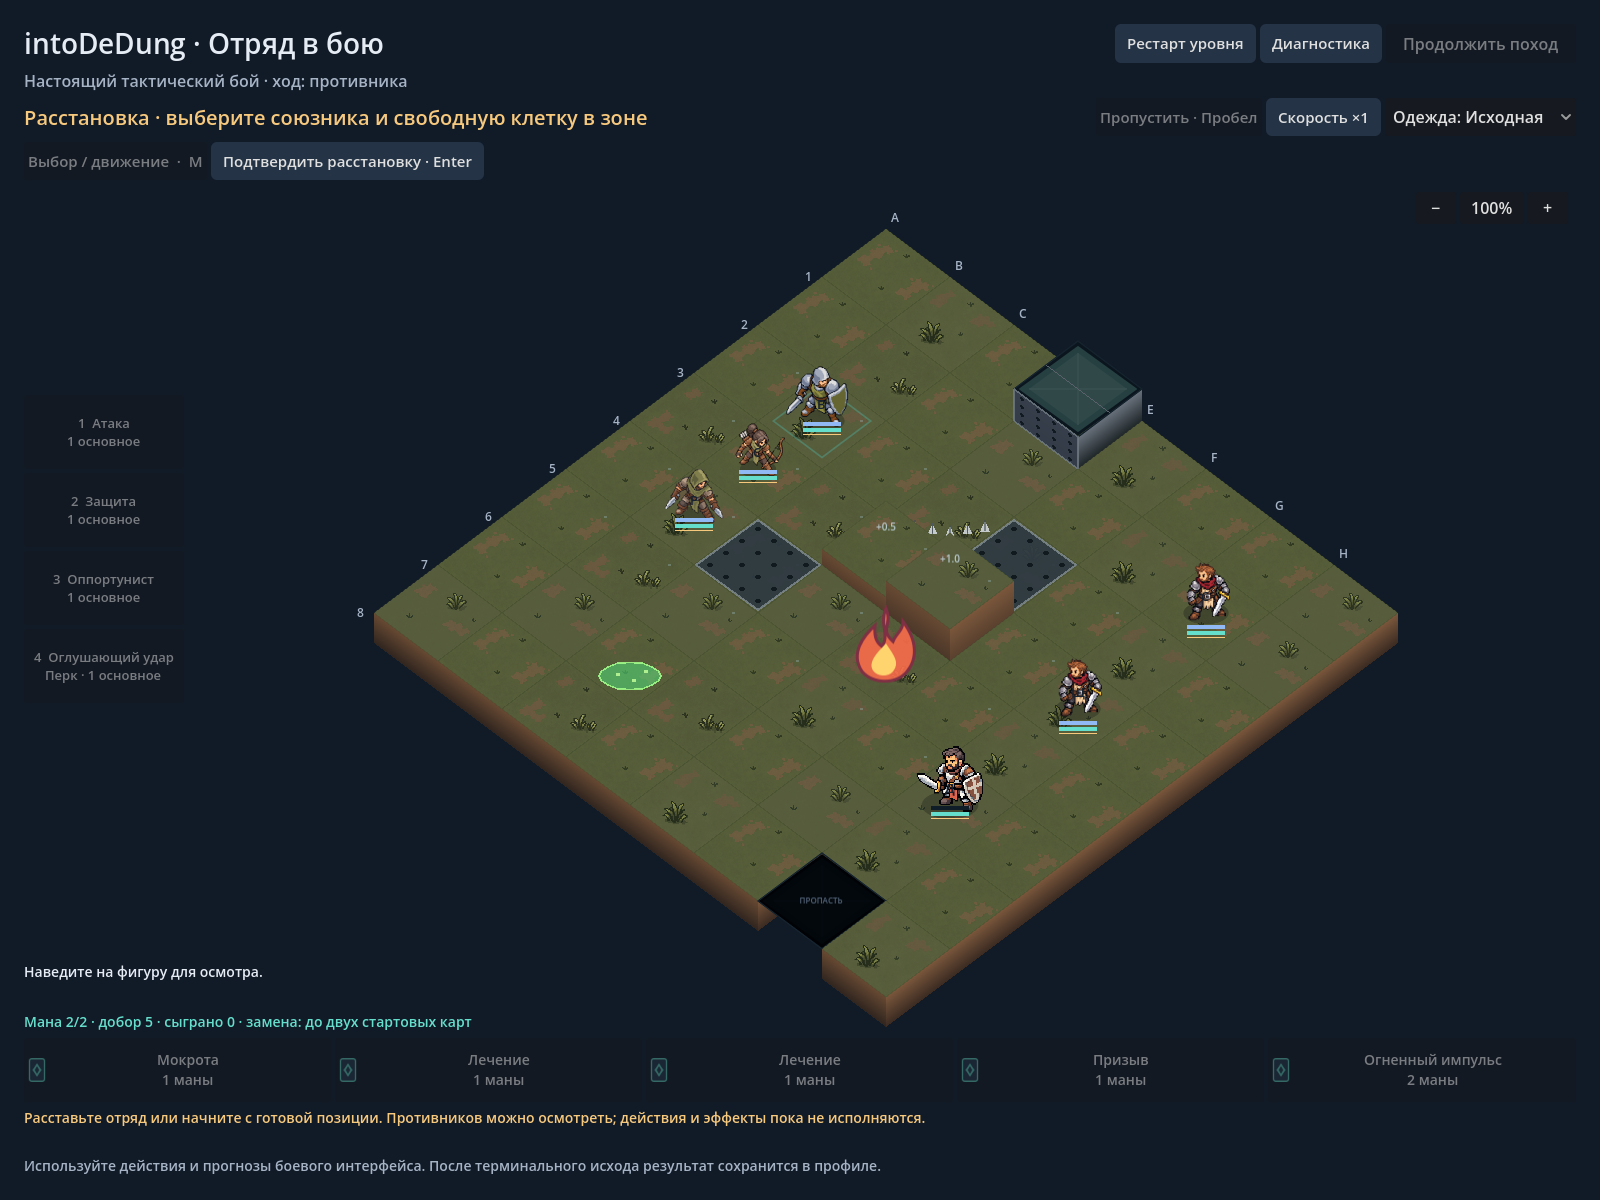 intoDeDung · Отряд в бою
Рестарт уровня
Диагностика
Продолжить поход
Настоящий тактический бой · ход: противника
Расстановка · выберите союзника и свободную клетку в зоне
Пропустить · Пробел
Скорость ×1
Одежда: Исходная
Выбор / движение · М
Подтвердить расстановку · Enter
−
100%
+
A
B
1
C
2
3
E
4
F
5
G
6
+0.5
H
7
+1.0
8
1 Атака
1 основное
2 Защита
1 основное
3 Оппортунист
1 основное
4 Оглушающий удар
Перк · 1 основное
ПРОПАСТЬ
Наведите на фигуру для осмотра.
Мана 2/2 · добор 5 · сыграно 0 · замена: до двух стартовых карт
Мокрота
1 маны
Лечение
1 маны
Лечение
1 маны
Призыв
1 маны
Огненный импульс
2 маны
Расставьте отряд или начните с готовой позиции. Противников можно осмотреть; действия и эффекты пока не исполняются.
Используйте действия и прогнозы боевого интерфейса. После терминального исхода результат сохранится в профиле.